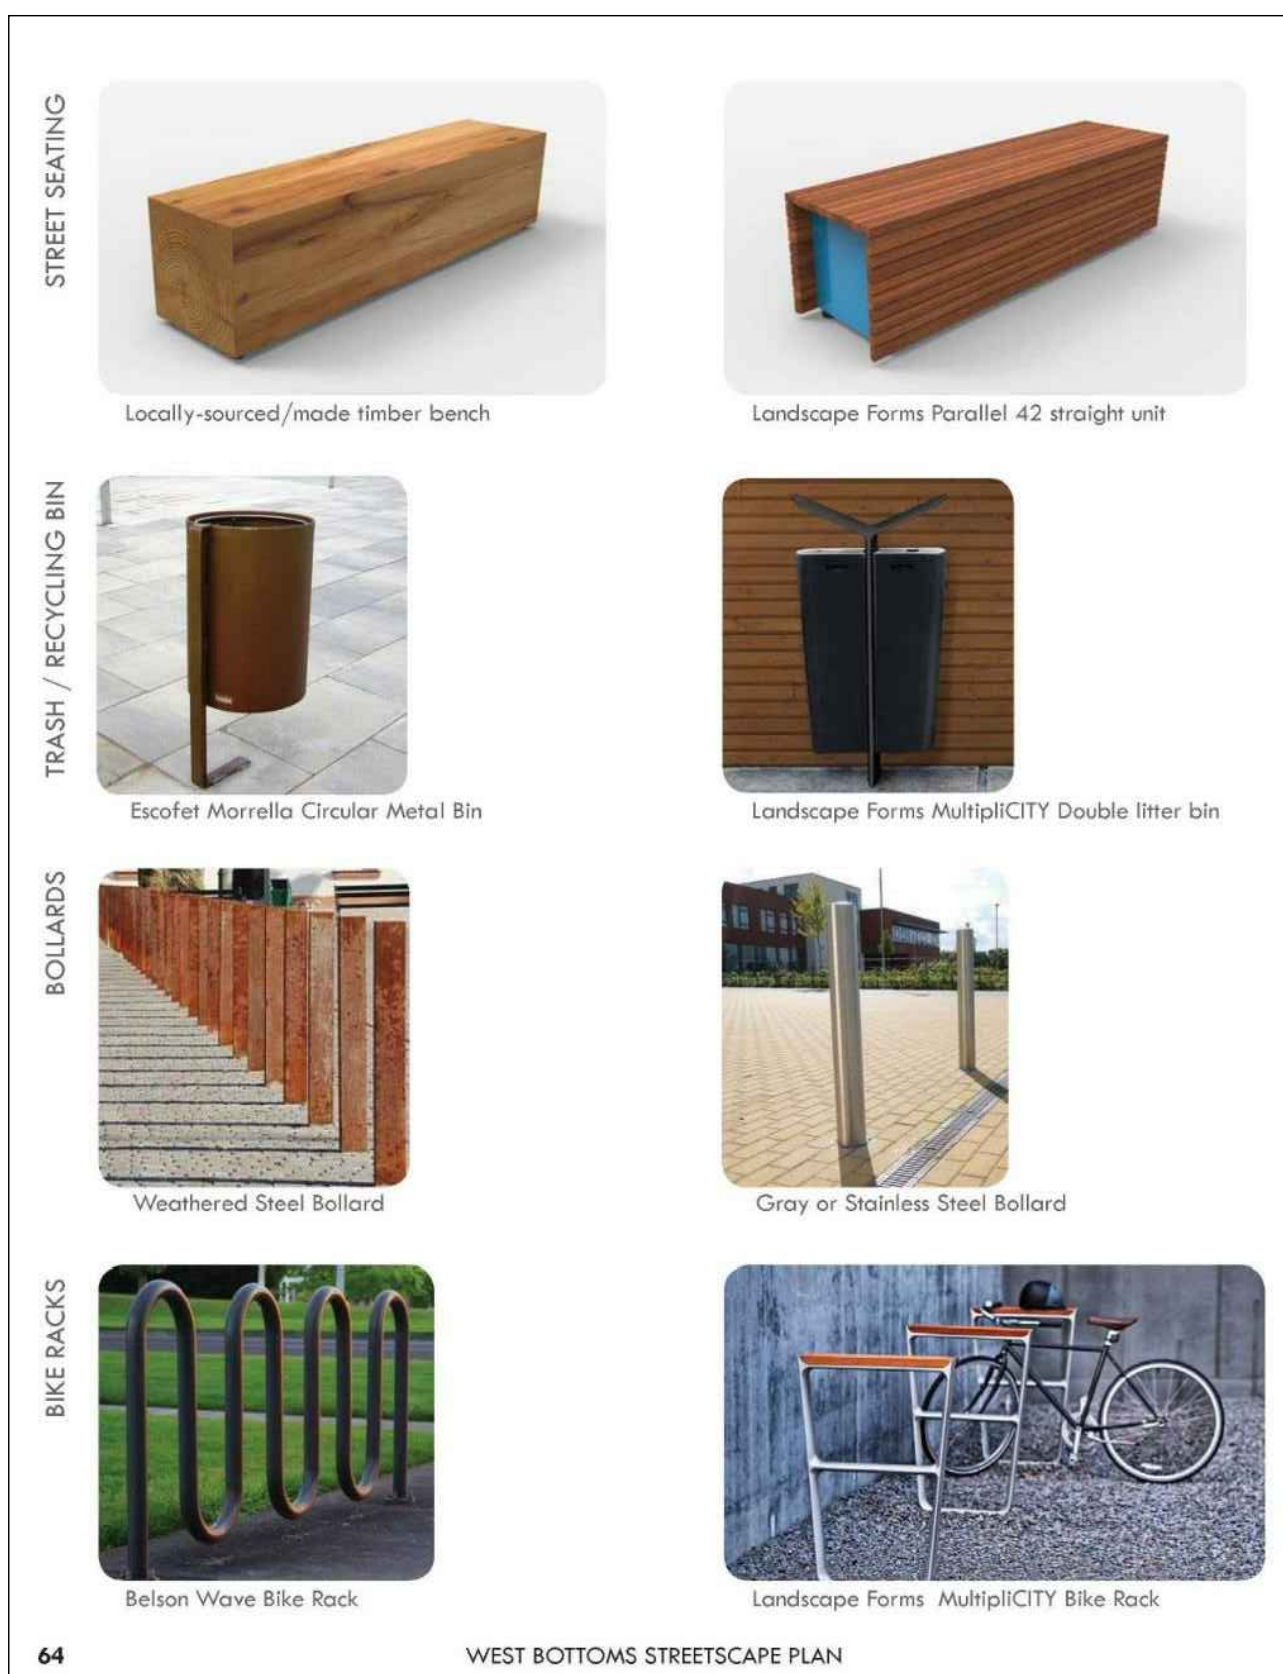 STREET SEATING
Locally-sourced/made timber bench
Landscape Forms Parallel 42 straight unit
TRASH / RECYCLING BIN
Escofet Morrella Circular Metal Bin
Landscape Forms MultipliCITY Double litter bin
BOLLARDS
Weathered Steel Bollard
Gray or Stainless Steel Bollard
BIKE RACKS
Belson Wave Bike Rack
Landscape Forms MultipliCITY Bike Rack
64
WEST BOTTOMS STREETSCAPE PLAN